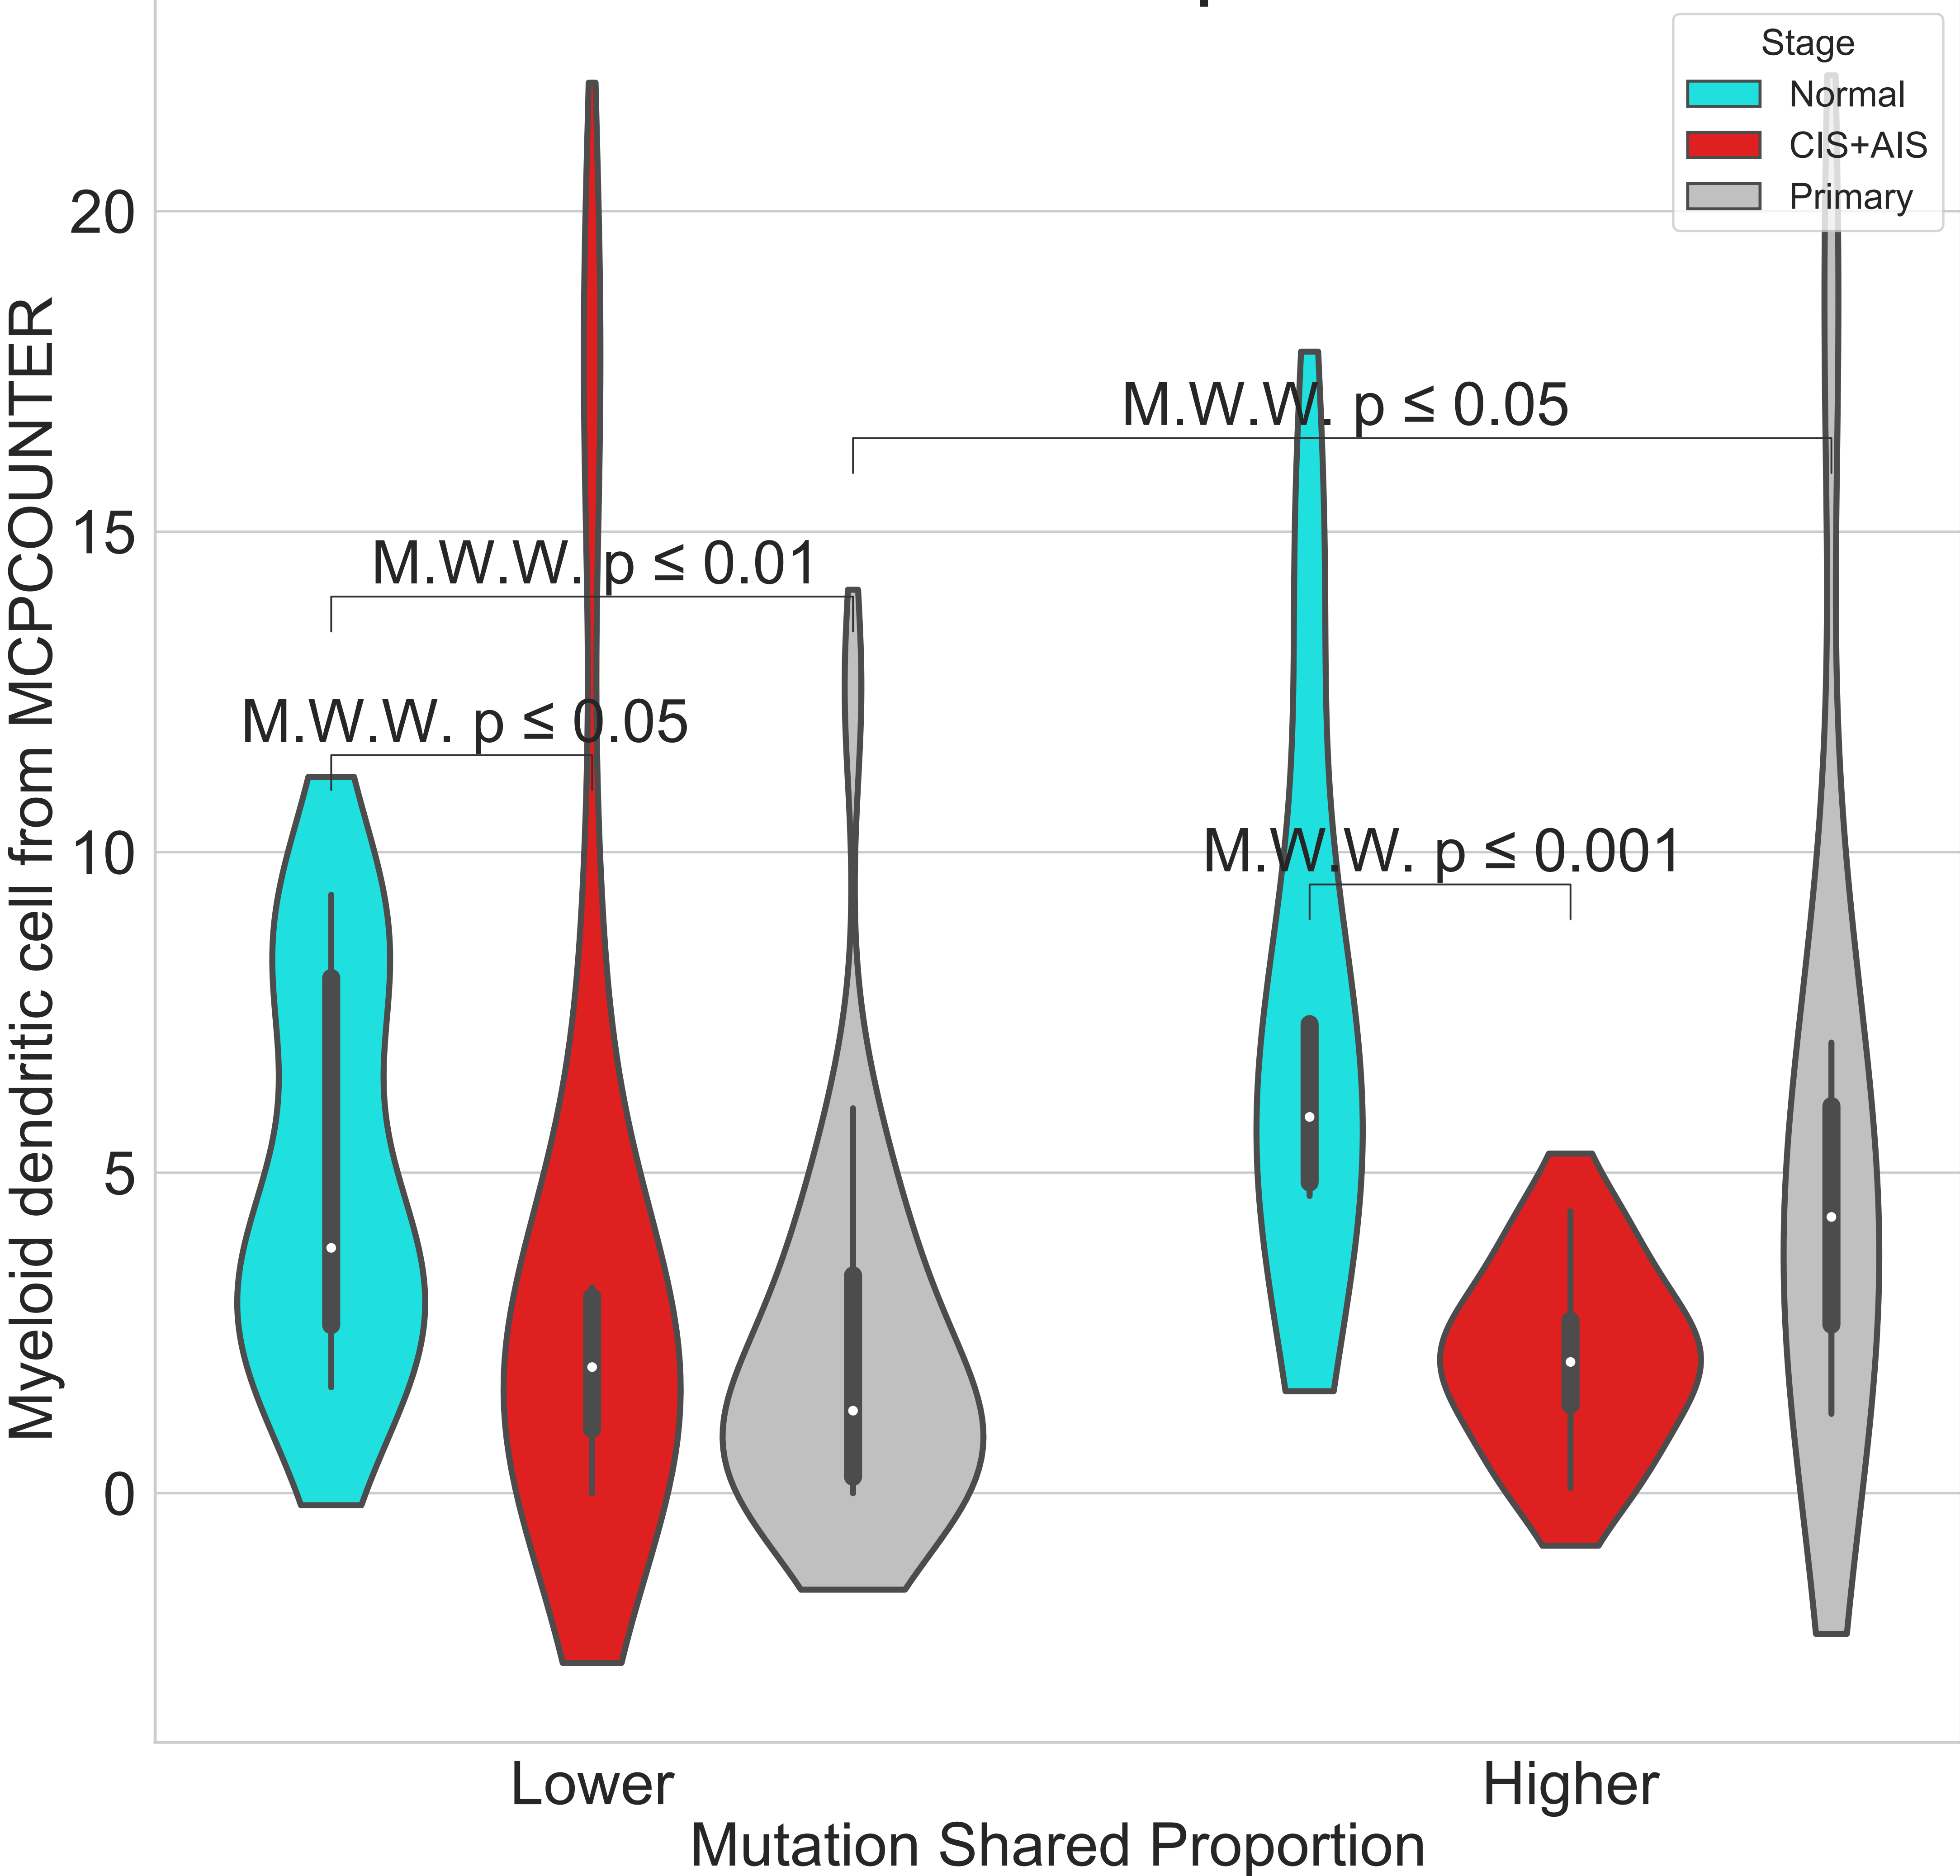 Stage
Normal
CIS+AIS
Primary
Myeloid dendritic cell from MCPCOUNTER
20
15
10
5
0
M.W.W. p ≤ 0.05
M.W.W. p ≤ 0.01
M.W.W. p ≤ 0.05
M.W.W. p ≤ 0.001
Lower
Higher
Mutation Shared Proportion